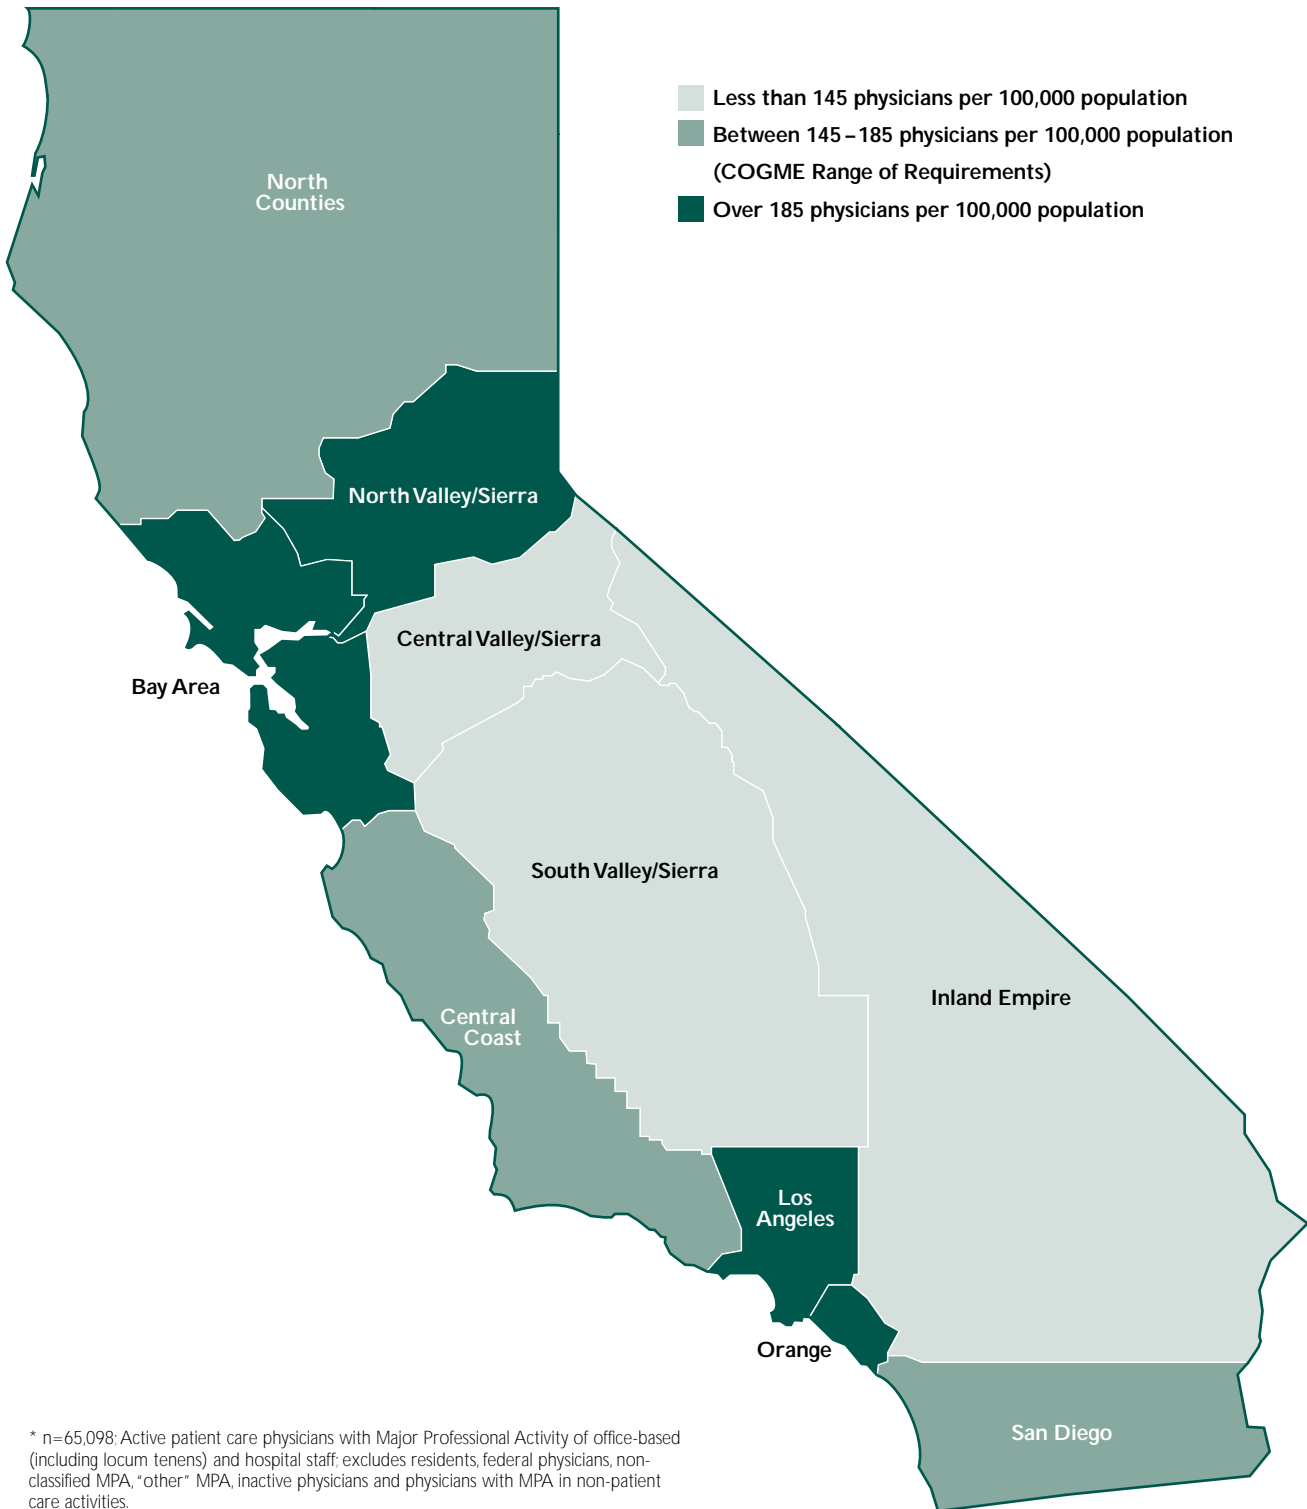 Less than 145 physicians per 100,000 population
Between 145–185 physicians per 100,000 population
(COGME Range of Requirements)
Over 185 physicians per 100,000 population
North
Counties
North Valley/Sierra
Central Valley/Sierra
Bay Area
South Valley/Sierra
Inland Empire
Central
Coast
Los
Angeles
Orange
San Diego
* n=65,098; Active patient care physicians with Major Professional Activity of office-based
(including locum tenens) and hospital staff; excludes residents, federal physicians, non-
classified MPA, "other" MPA, inactive physicians and physicians with MPA in non-patient
care activities.